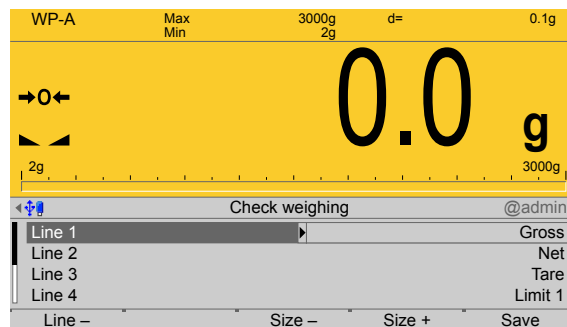 WP-A Max 3000g d= 0.1g
Min 2g
→0← 0.0 g
2g 3000g
Check weighing @admin
Line 1 Gross
Line 2 Net
Line 3 Tare
Line 4 Limit 1
Line – Size – Size + Save